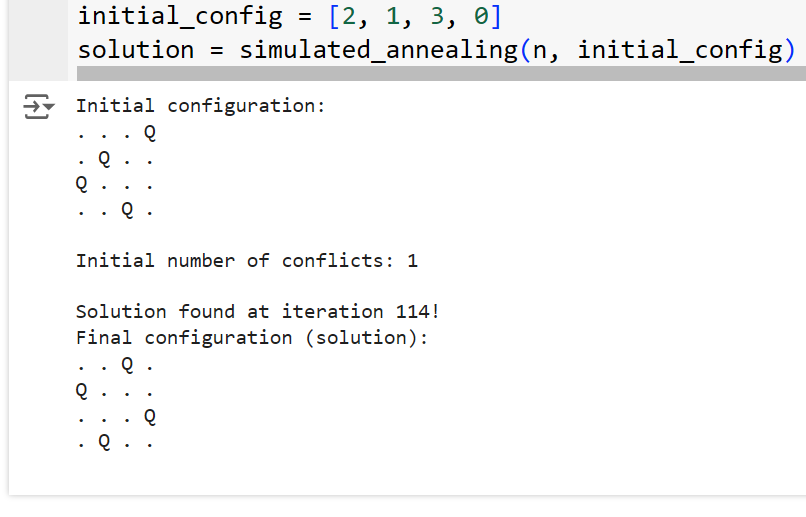 initial_config = [2, 1, 3, 0]
solution = simulated_annealing(n, initial_config)
Initial configuration:
. . . Q
. Q . .
Q . . .
. . Q .
Initial number of conflicts: 1
Solution found at iteration 114!
Final configuration (solution):
. . Q .
Q . . .
. . . Q
. Q . .